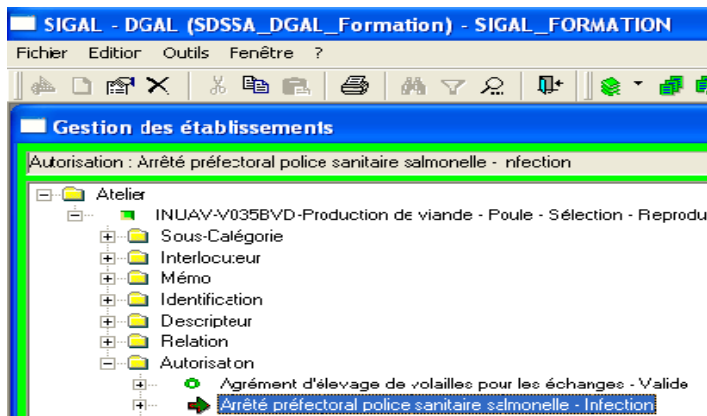 SIGAL - DGAL (SDSSA_DGAL_Formation) - SIGAL_FORMATION
Fichier Edition Outils Fenêtre ?
Gestion des établissements
Autorisation : Arrêté préfectoral police sanitaire salmonelle - Infection
Atelier
INUAV-V035BVD-Production de viande - Poule - Sélection - Reprodu
Sous-Catégorie
Interlocuteur
Mémo
Identification
Descripteur
Relation
Autorisation
Agrément d'élevage de volailles pour les échanges - Valide
Arrêté préfectoral police sanitaire salmonelle - Infection